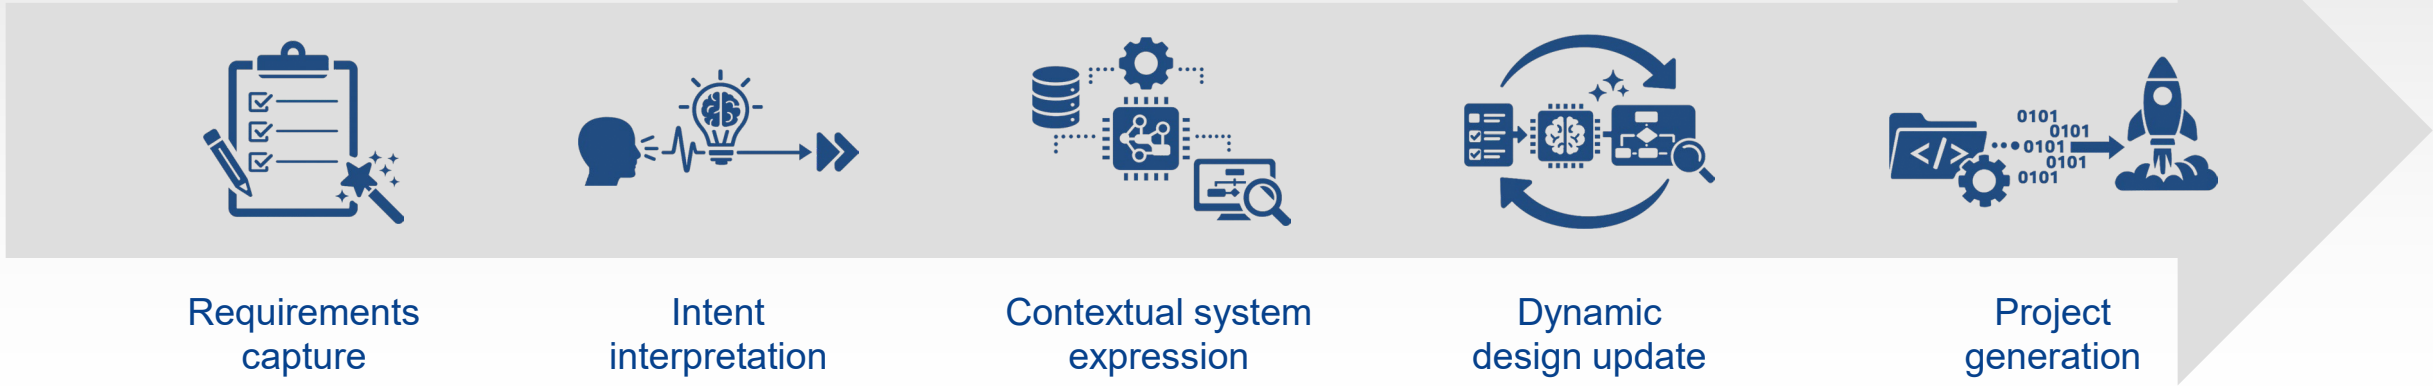 </>
0101
0101
0101
0101
0101
Requirements
capture
Intent
interpretation
Contextual system
expression
Dynamic
design update
Project
generation